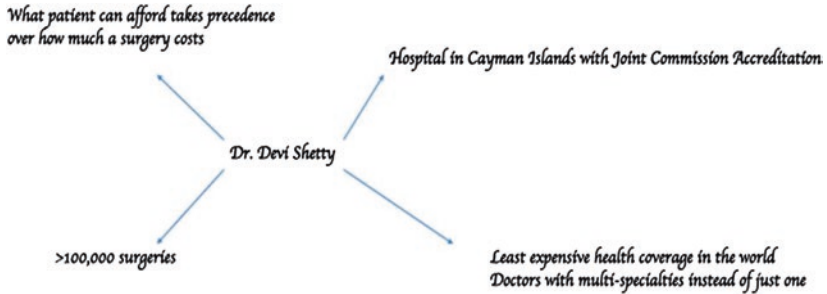 What patient can afford takes precedence
over how much a surgery costs
Hospital in Cayman Islands with Joint Commission Accreditation
Dr. Devi Shetty
>100,000 surgeries
Least expensive health coverage in the world
Doctors with multi-specialties instead of just one